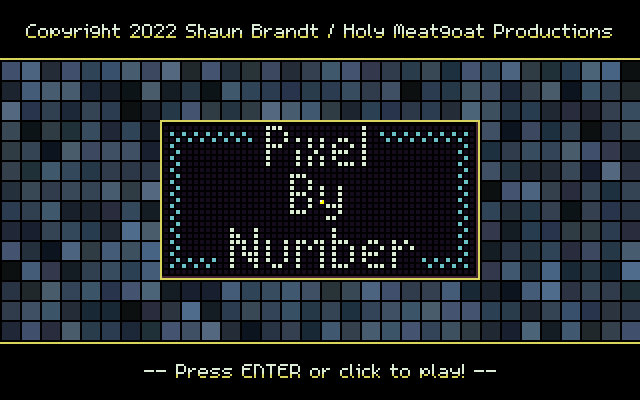 Copyright 2022 Shaun Brandt / Holy Meatgoat Productions
Pixel
By
Number
-- Press ENTER or click to play! --